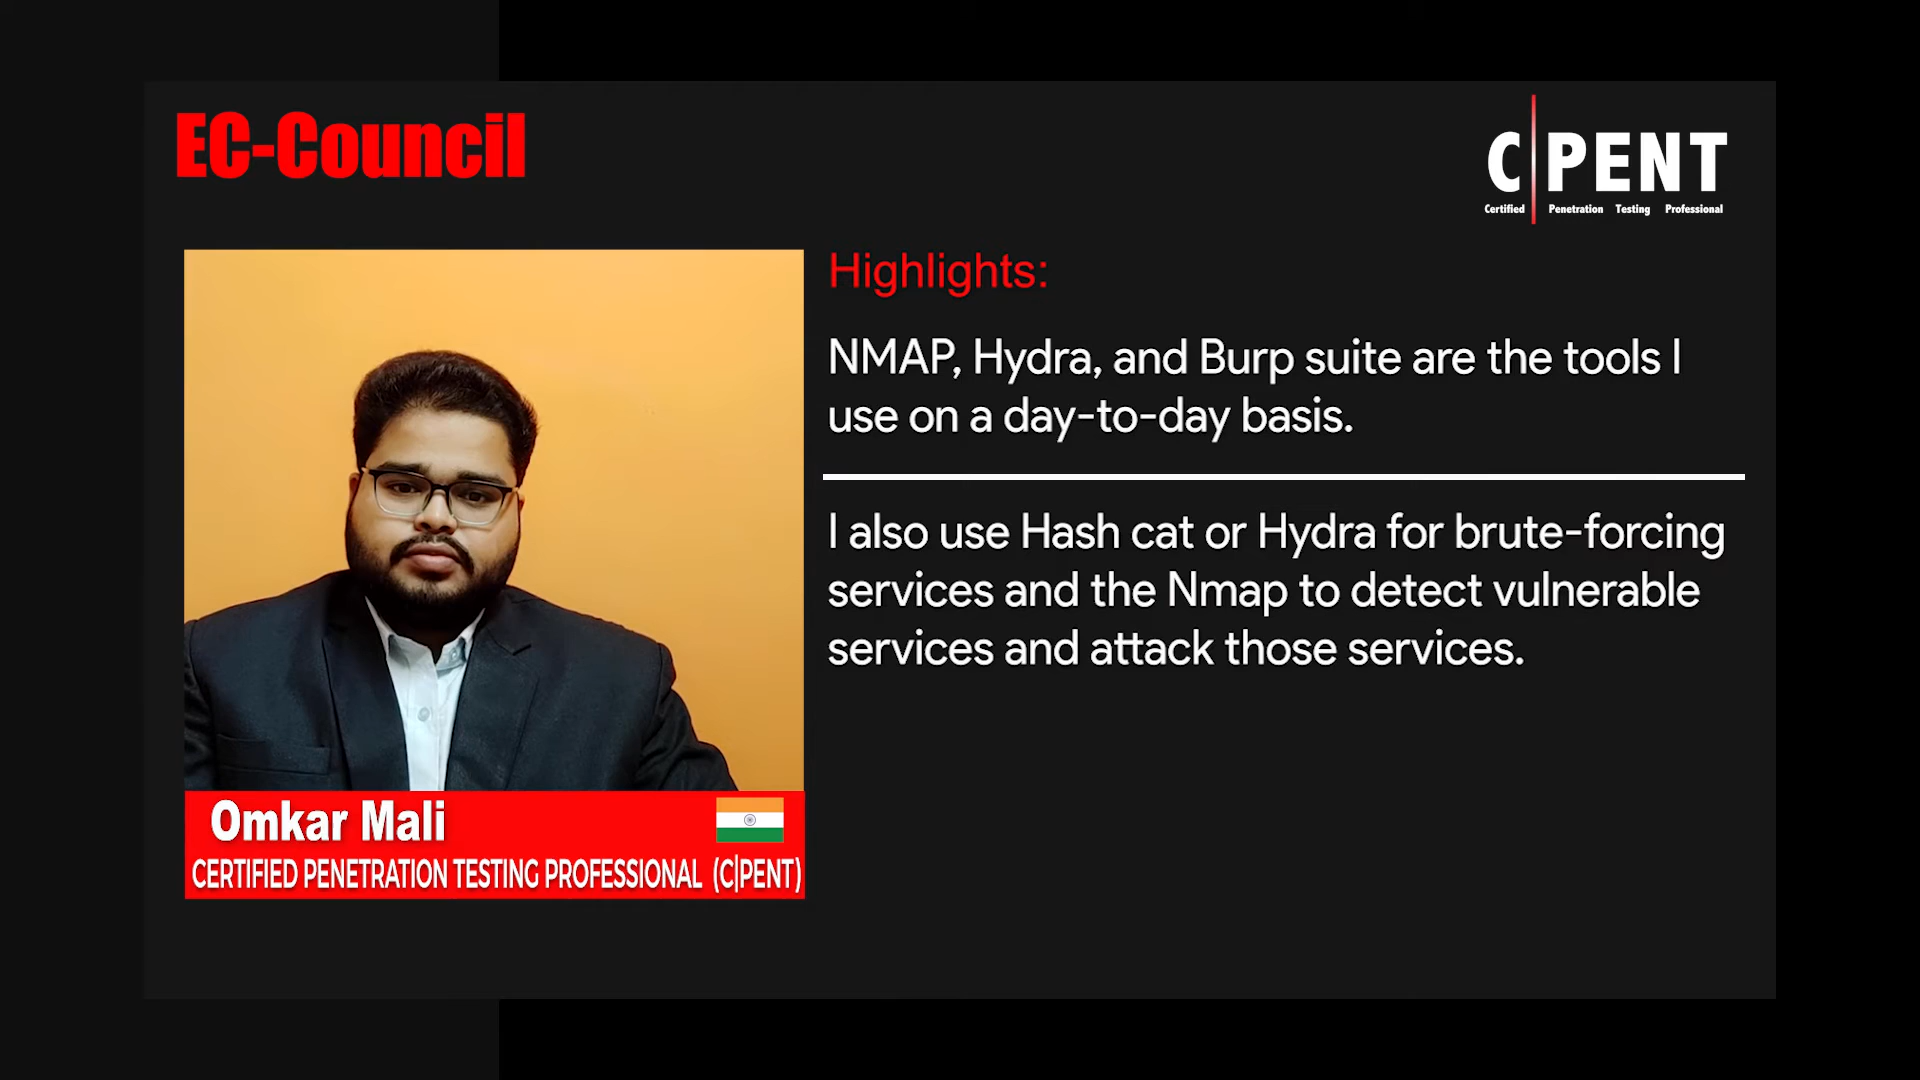 EC-Council
C|PENT
Certified Penetration Testing Professional
Highlights:
NMAP, Hydra, and Burp suite are the tools I
use on a day-to-day basis.
I also use Hash cat or Hydra for brute-forcing
services and the Nmap to detect vulnerable
services and attack those services.
Omkar Mali
CERTIFIED PENETRATION TESTING PROFESSIONAL (C|PENT)